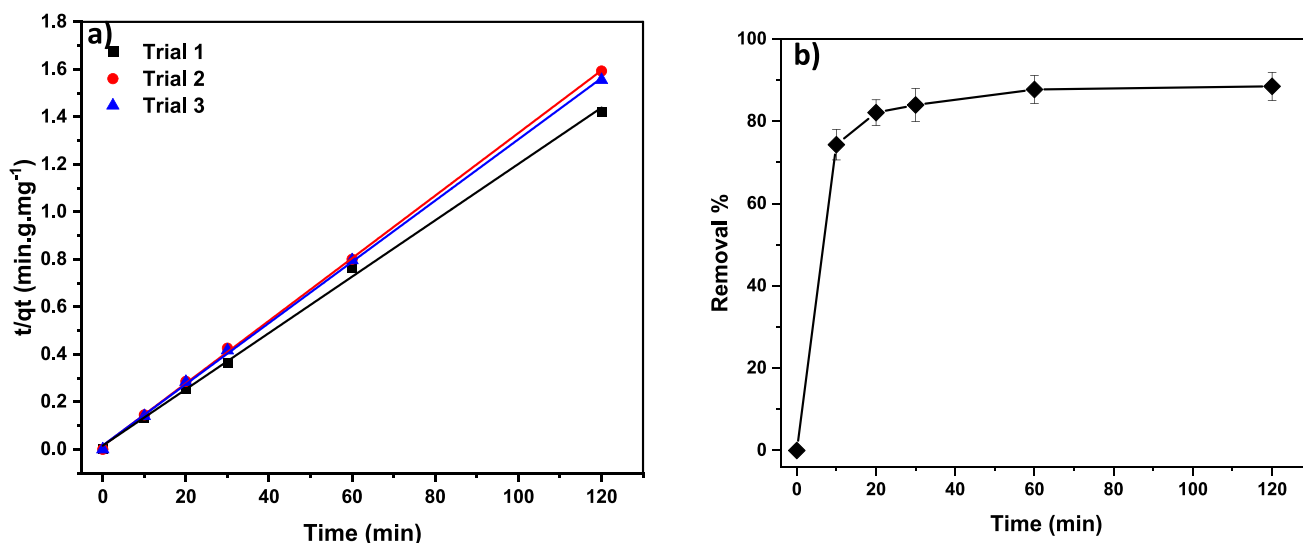 a)
Trial 1
Trial 2
Trial 3
t/qt (min.g.mg⁻¹)
1.8
1.6
1.4
1.2
1.0
0.8
0.6
0.4
0.2
0.0
0 20 40 60 80 100 120
Time (min)
b)
Removal %
100
80
60
40
20
0
0 20 40 60 80 100 120
Time (min)